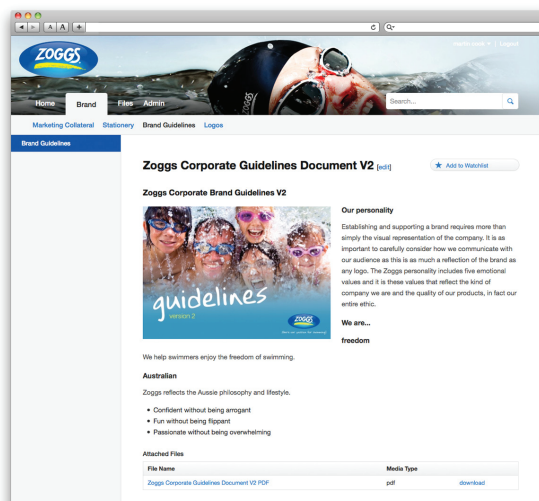 A A +
ZOGGS
| Logout
Home Brand Files Admin
Search...
ZOGGS
Marketing Collateral Stationery Brand Guidelines Logos
Brand Guidelines
Zoggs Corporate Guidelines Document V2 [edit]
Add to Watchlist
Zoggs Corporate Brand Guidelines V2
guidelines
version 2
ZOGGS
Our personality
Establishing and supporting a brand requires more than
simply the visual representation of the company. It is as
important to carefully consider how we communicate with
our audience as this is as much a reflection of the brand as
any logo. The Zoggs personality includes five emotional
values and it is these values that reflect the kind of
company we are and the quality of our products, in fact our
entire ethic.
We are...
freedom
We help swimmers enjoy the freedom of swimming.
Australian
Zoggs reflects the Aussie philosophy and lifestyle.
• Confident without being arrogant
• Fun without being flippant
• Passionate without being overwhelming
Attached Files
File Name Media Type
Zoggs Corporate Guidelines Document V2 PDF pdf download